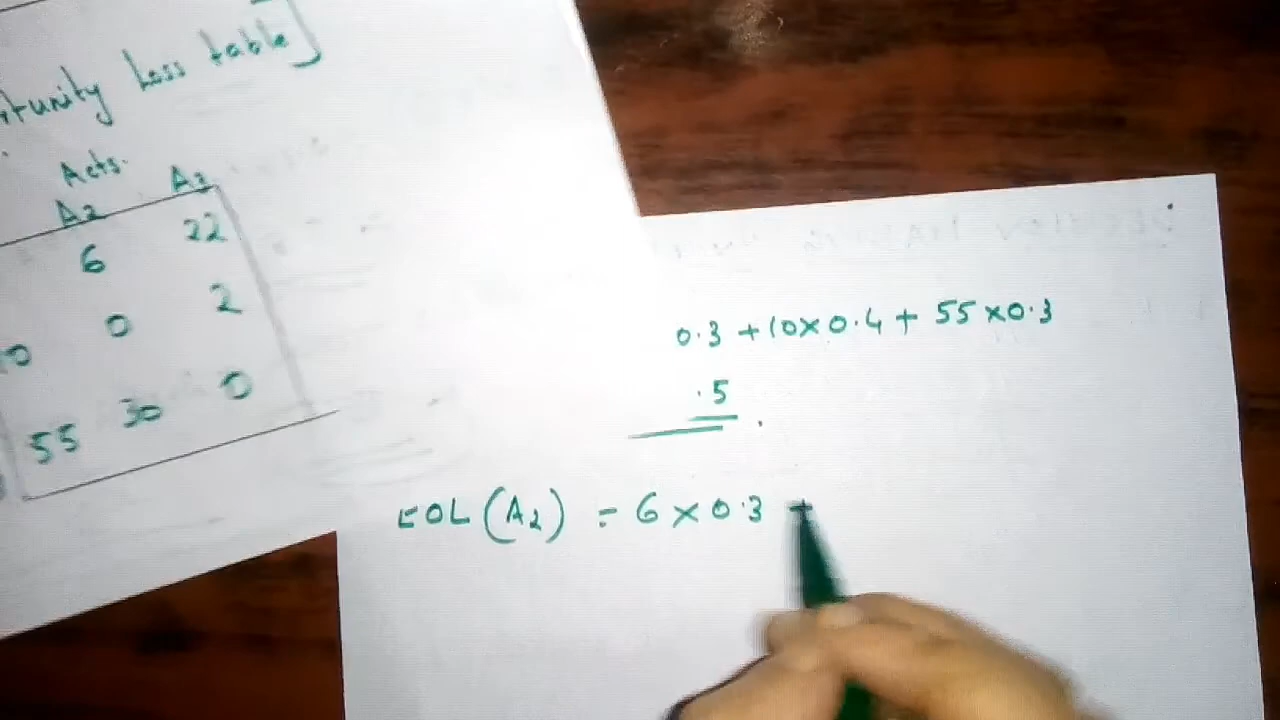 tunity Loss table]
Acts.
A2 A3
6 22
0 0 2
55 30 0
0.3 + 10 × 0.4 + 55 × 0.3
.5
EOL (A2) = 6 × 0.3 +